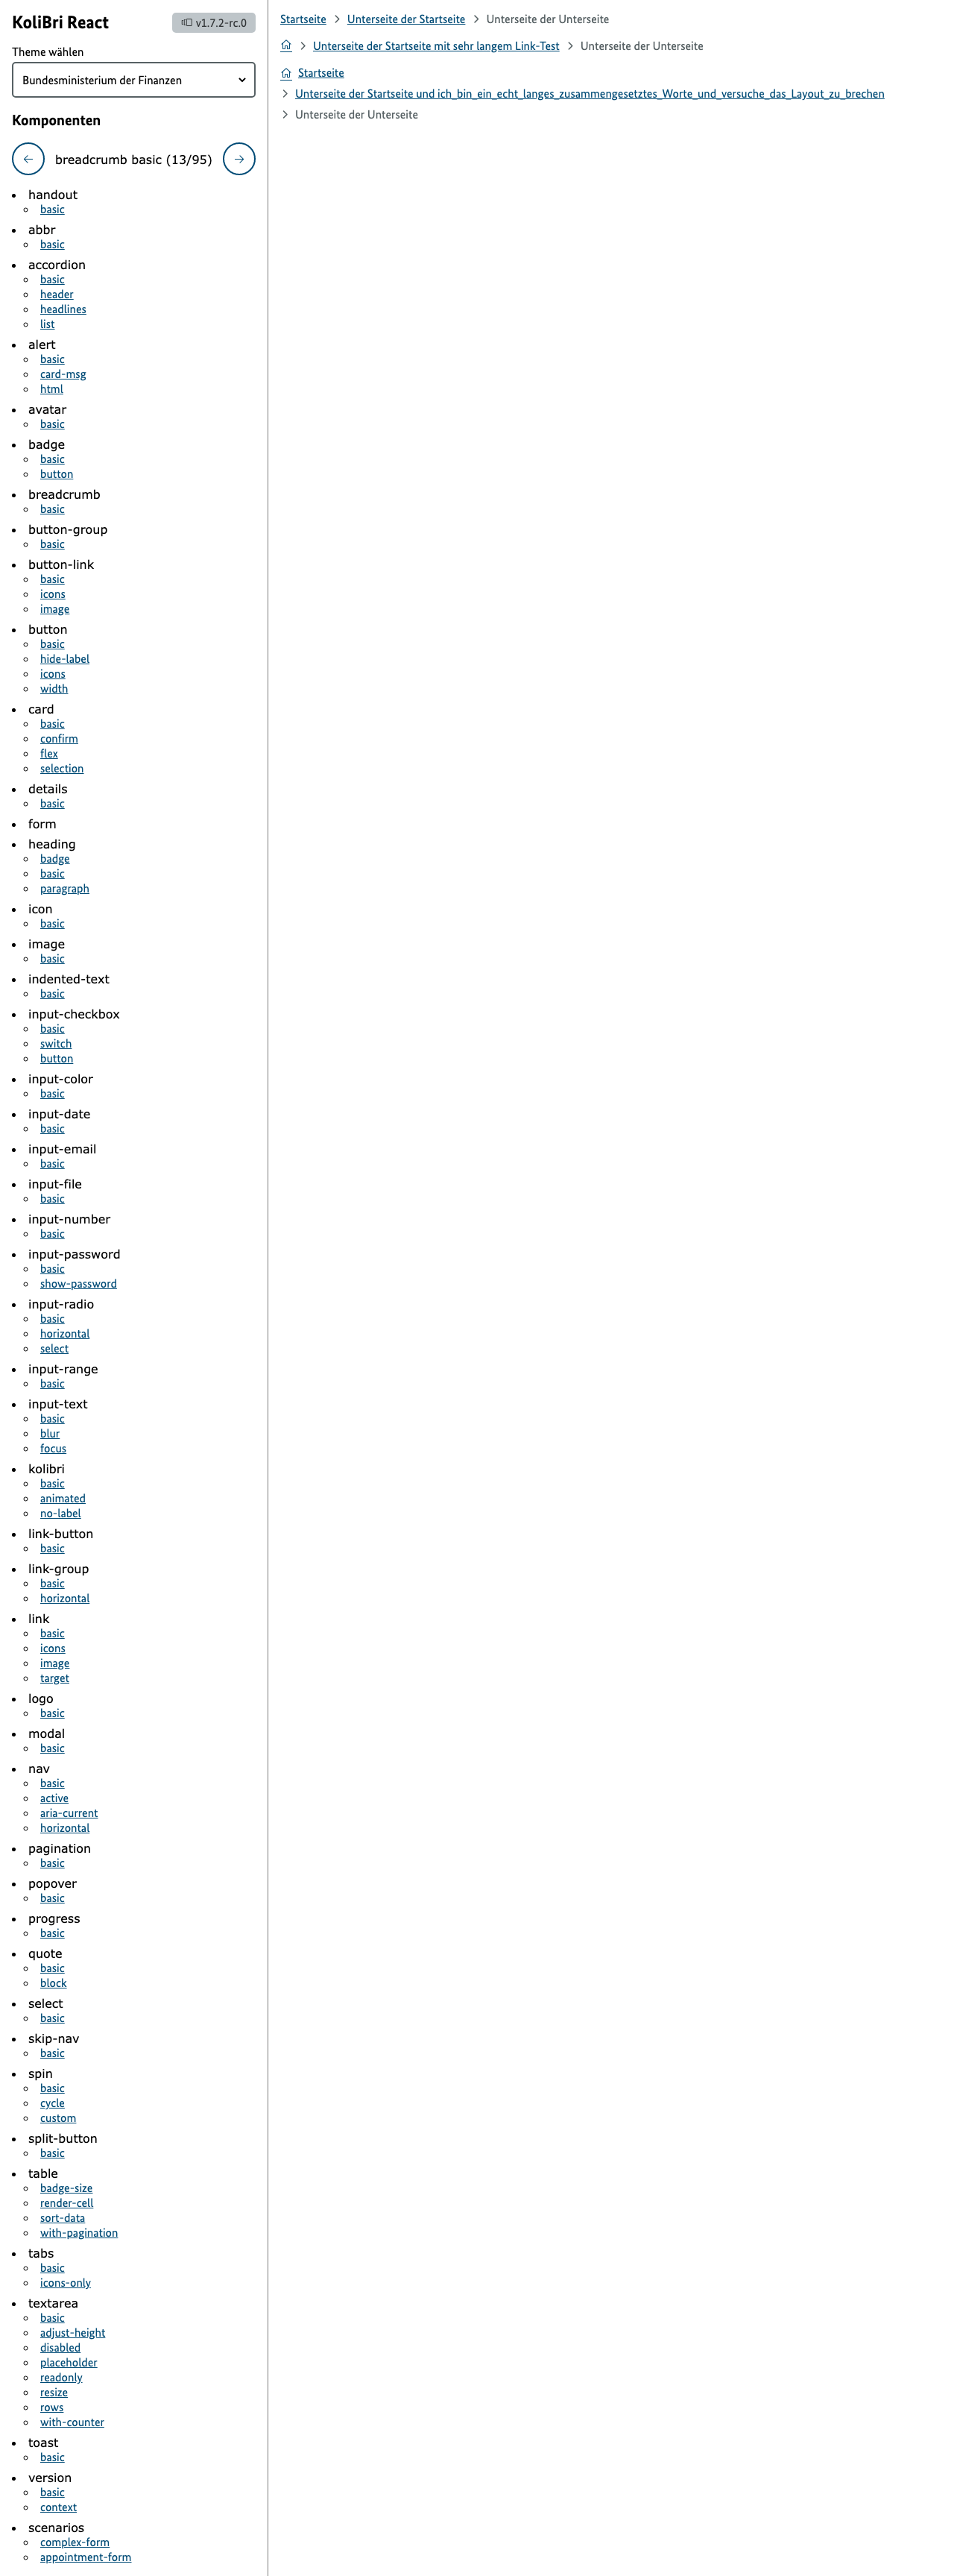 KoliBri React
v1.7.2-rc.0
Theme wählen
Bundesministerium der Finanzen
Komponenten
breadcrumb basic (13/95)
handout
basic
abbr
basic
accordion
basic
header
headlines
list
alert
basic
card-msg
html
avatar
basic
badge
basic
button
breadcrumb
basic
button-group
basic
button-link
basic
icons
image
button
basic
hide-label
icons
width
card
basic
confirm
flex
selection
details
basic
form
heading
badge
basic
paragraph
icon
basic
image
basic
indented-text
basic
input-checkbox
basic
switch
button
input-color
basic
input-date
basic
input-email
basic
input-file
basic
input-number
basic
input-password
basic
show-password
input-radio
basic
horizontal
select
input-range
basic
input-text
basic
blur
focus
kolibri
basic
animated
no-label
link-button
basic
link-group
basic
horizontal
link
basic
icons
image
target
logo
basic
modal
basic
nav
basic
active
aria-current
horizontal
pagination
basic
popover
basic
progress
basic
quote
basic
block
select
basic
skip-nav
basic
spin
basic
cycle
custom
split-button
basic
table
badge-size
render-cell
sort-data
with-pagination
tabs
basic
icons-only
textarea
basic
adjust-height
disabled
placeholder
readonly
resize
rows
with-counter
toast
basic
version
basic
context
scenarios
complex-form
appointment-form
Startseite Unterseite der Startseite Unterseite der Unterseite
Unterseite der Startseite mit sehr langem Link-Test Unterseite der Unterseite
Startseite
Unterseite der Startseite und ich_bin_ein_echt_langes_zusammengesetztes_Worte_und_versuche_das_Layout_zu_brechen
Unterseite der Unterseite